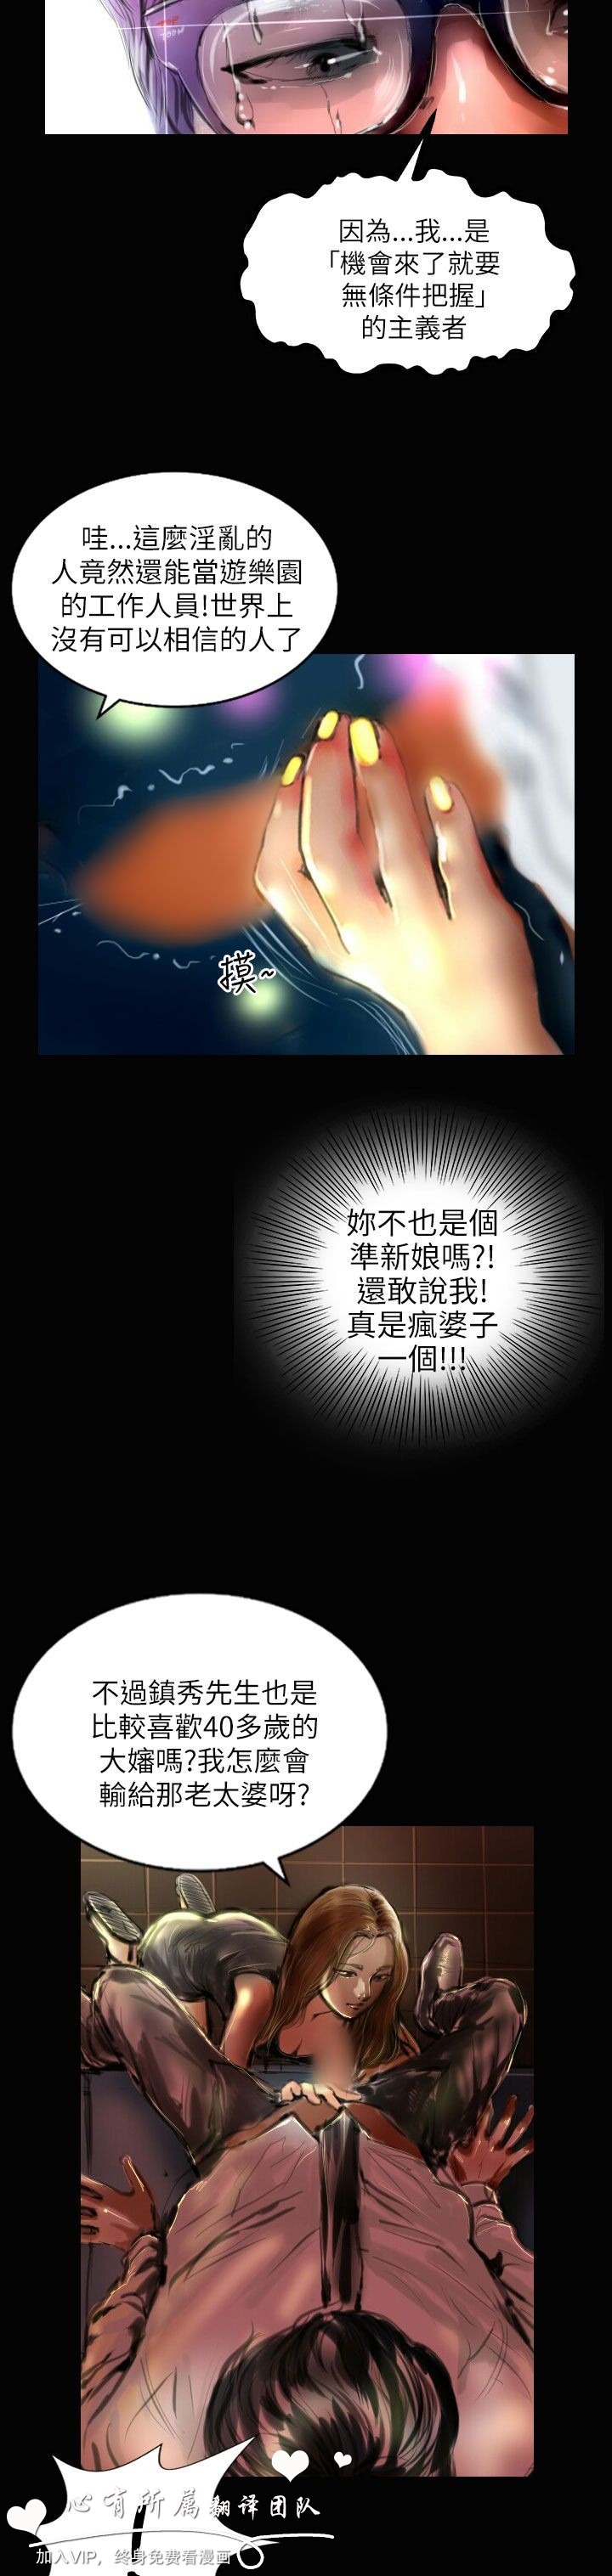 TOP
TOON
因為...我...是
「機會來了就要
無條件把握」
的主義者
哇...這麼淫亂的
人竟然還能當遊樂園
的工作人員!世界上
沒有可以相信的人了
摸~
妳不也是個
準新娘嗎?!
還敢說我!
真是瘋婆子
一個!!!
不過鎮秀先生也是
比較喜歡40多歲的
大嬸嗎?我怎麼會
輸給那老太婆呀?
心有所属翻译团队
加入VIP，终身免费看漫画